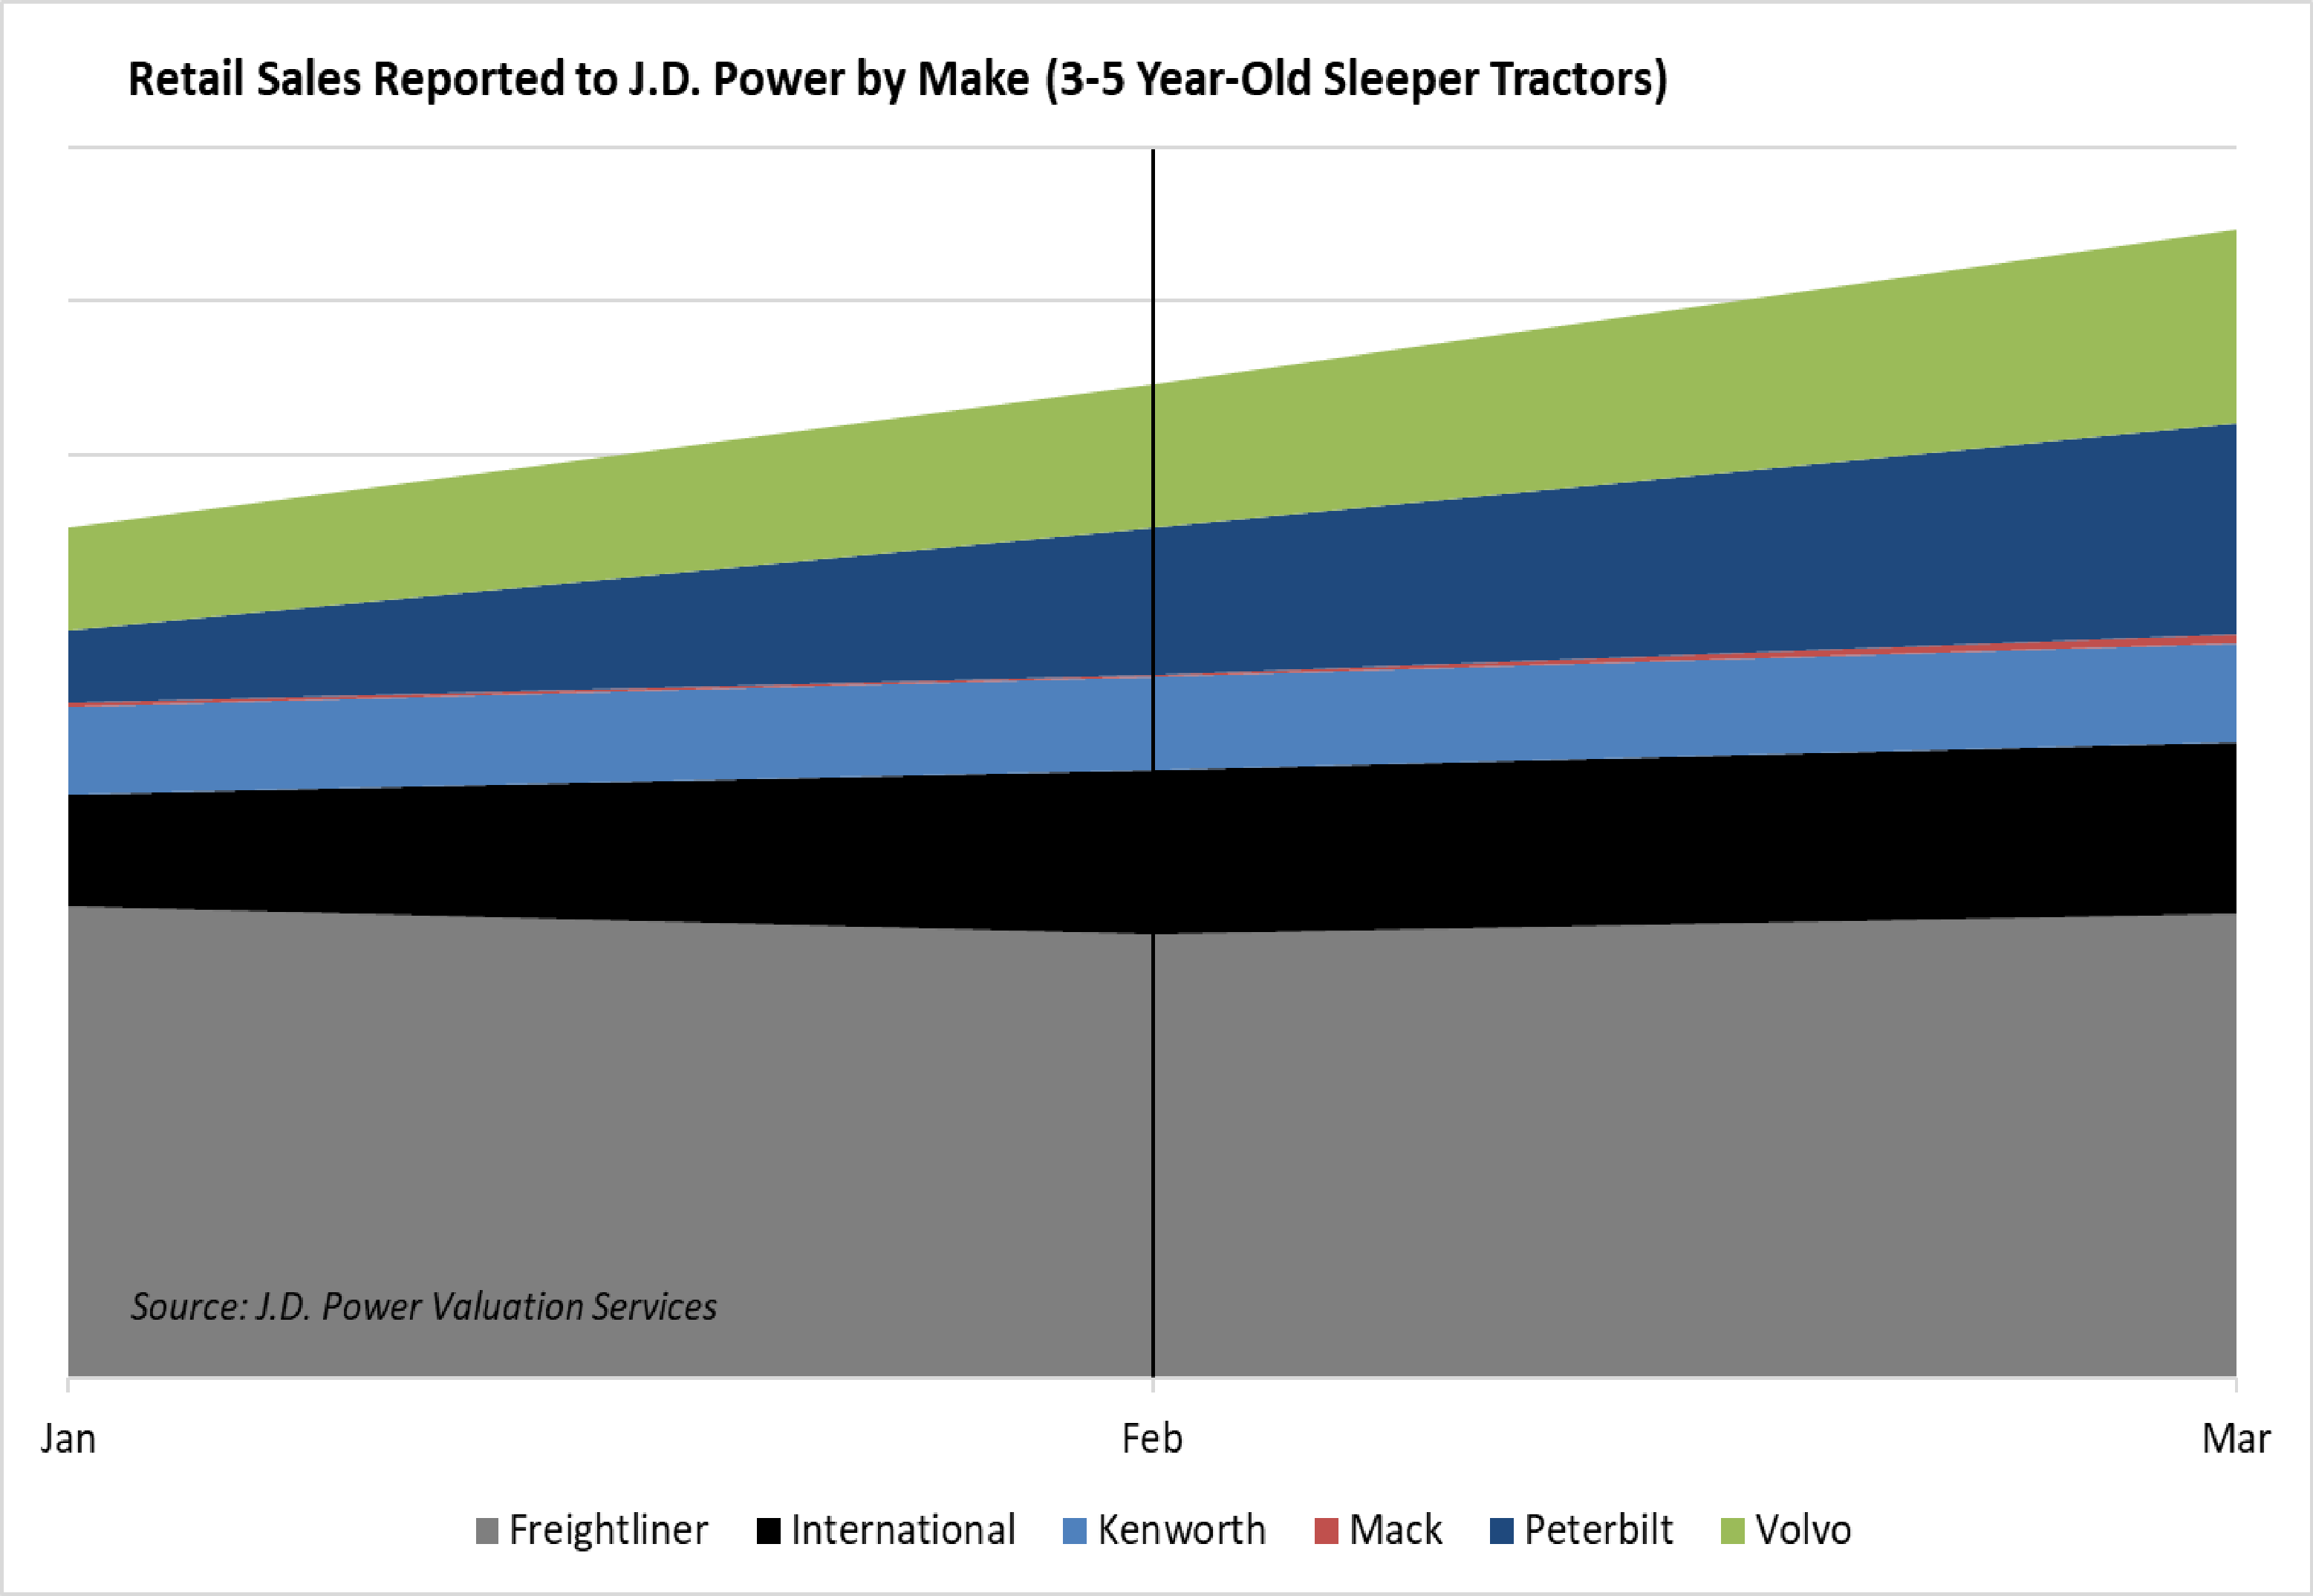 Retail Sales Reported to J.D. Power by Make (3-5 Year-Old Sleeper Tractors)
Source: J.D. Power Valuation Services
Jan Feb Mar
Freightliner International Kenworth Mack Peterbilt Volvo